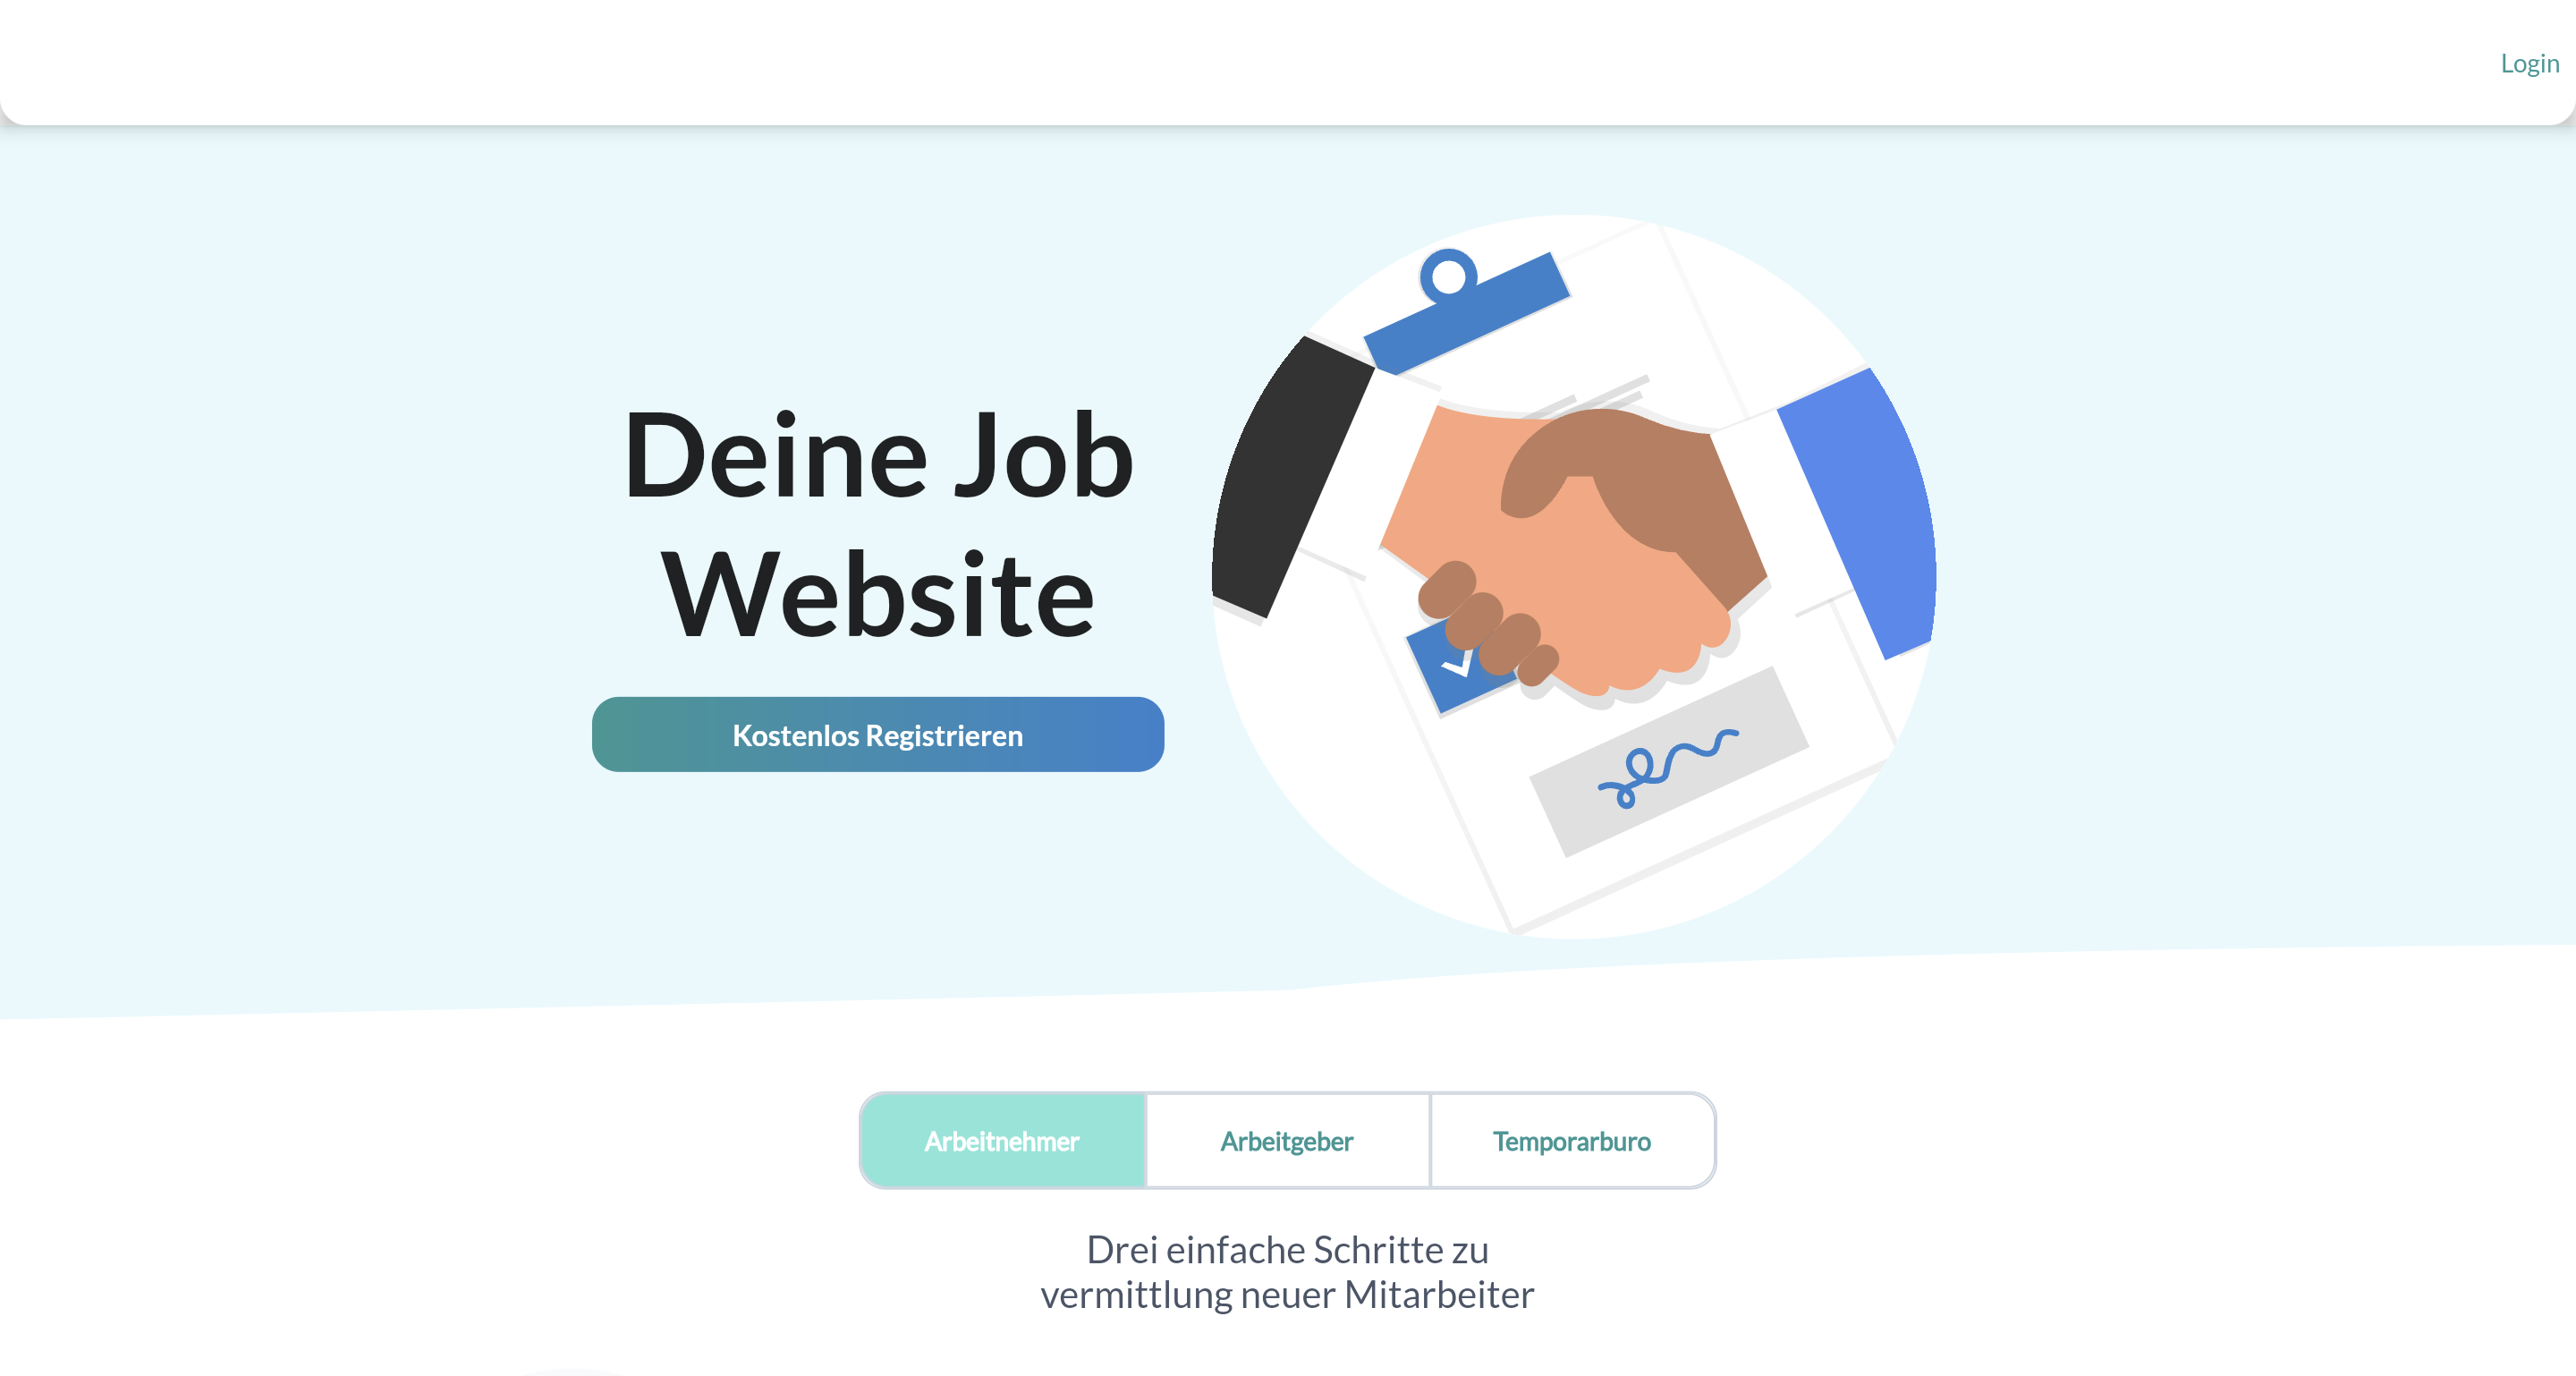 Login
Deine Job
Website
Kostenlos Registrieren
Arbeitnehmer
Arbeitgeber
Temporarburo
Drei einfache Schritte zu
vermittlung neuer Mitarbeiter